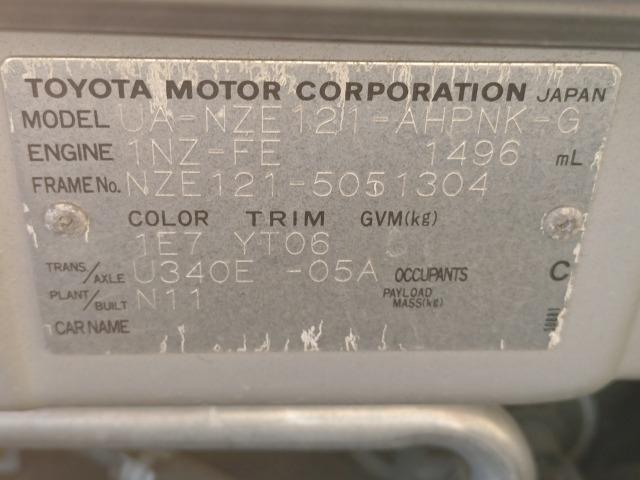 TOYOTA MOTOR CORPORATION JAPAN
MODEL UA-NZE121-AHPNK-G
ENGINE 1NZ-FE 1496 mL
FRAME No. NZE121-5051304
COLOR TRIM GVM(kg)
1E7 YT06
TRANS/AXLE U340E -05A OCCUPANTS C
PLANT/BUILT N11 PAYLOAD MASS(kg)
CAR NAME